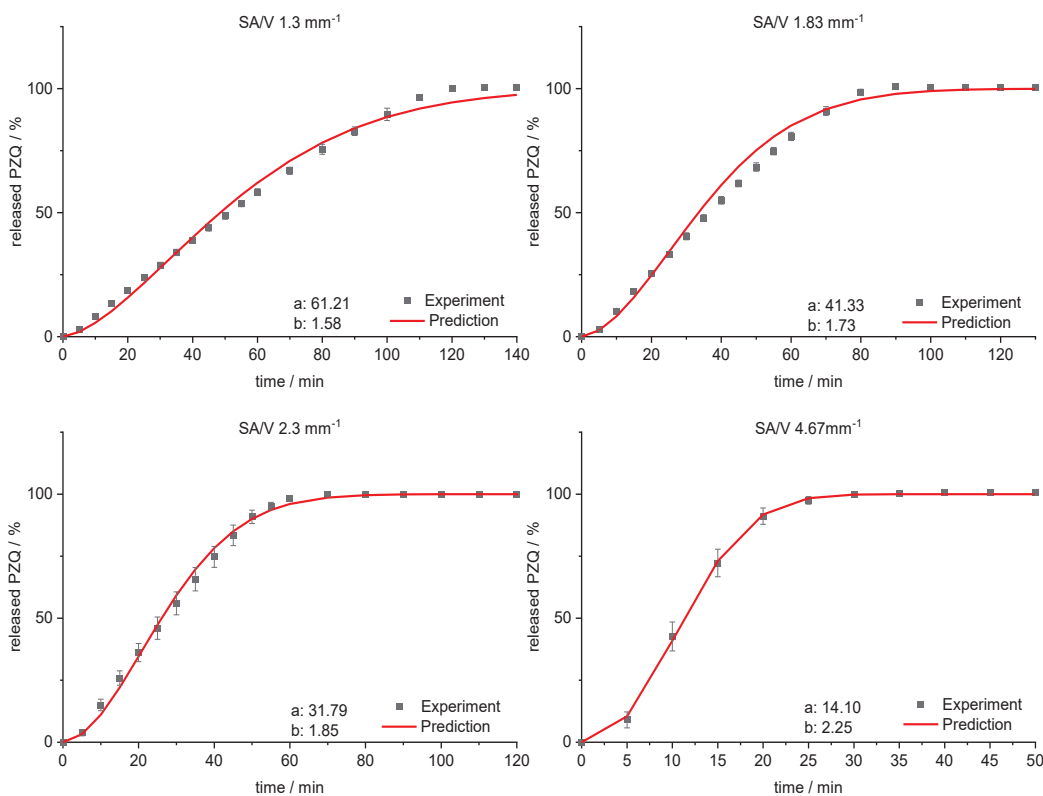 SA/V 1.3 mm⁻¹
released PZQ / %
100
50
0
a: 61.21
b: 1.58
Experiment
Prediction
0 20 40 60 80 100 120 140
time / min
SA/V 1.83 mm⁻¹
released PZQ / %
100
50
0
a: 41.33
b: 1.73
Experiment
Prediction
0 20 40 60 80 100 120
time / min
SA/V 2.3 mm⁻¹
released PZQ / %
100
50
0
a: 31.79
b: 1.85
Experiment
Prediction
0 20 40 60 80 100 120
time / min
SA/V 4.67mm⁻¹
released PZQ / %
100
50
0
a: 14.10
b: 2.25
Experiment
Prediction
0 5 10 15 20 25 30 35 40 45 50
time / min